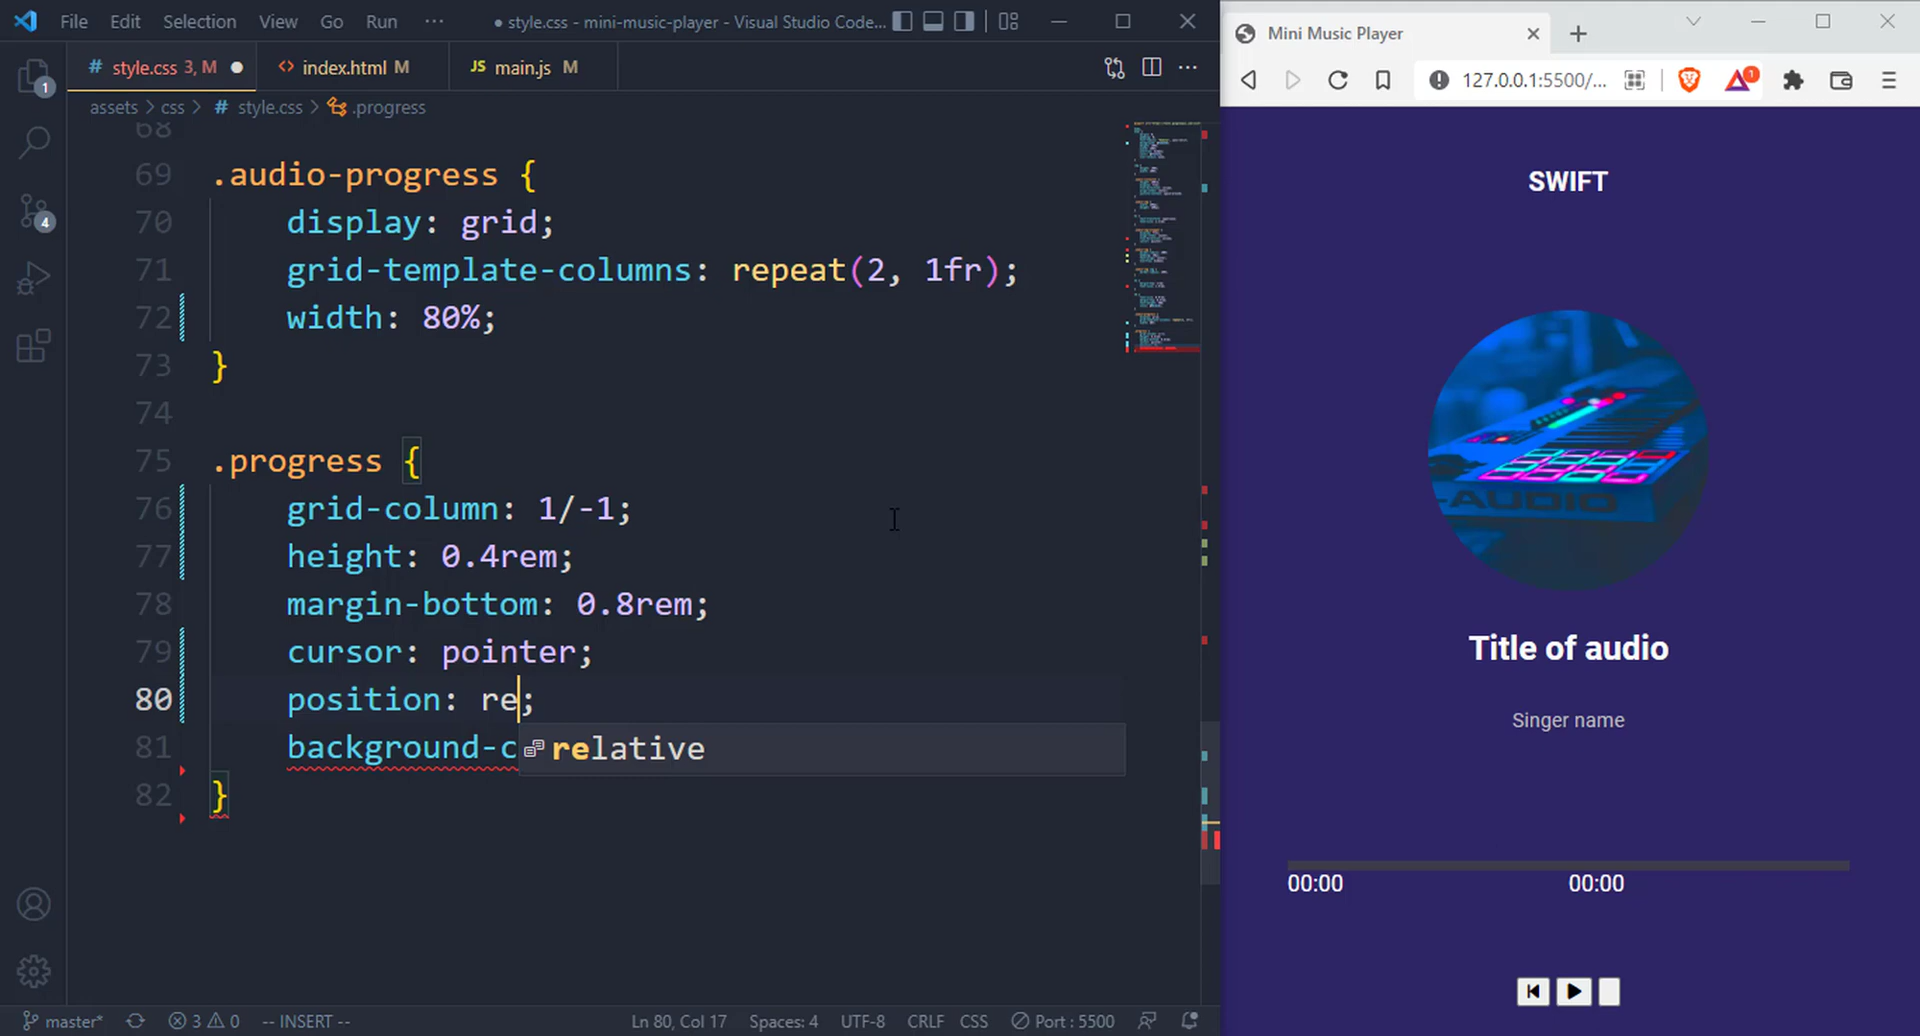 File Edit Selection View Go Run ···
● style.css - mini-music-player - Visual Studio Code...
# style.css 3, M ●
<> index.html M
JS main.js M
assets > css > # style.css > .progress
1
4
68
69 .audio-progress {
70 display: grid;
71 grid-template-columns: repeat(2, 1fr);
72 width: 80%;
73 }
74
75 .progress {
76 grid-column: 1/-1;
77 height: 0.4rem;
78 margin-bottom: 0.8rem;
79 cursor: pointer;
80 position: re;
81 background-c
relative
82 }
master* 3 0 -- INSERT -- Ln 80, Col 17 Spaces: 4 UTF-8 CRLF CSS Port : 5500
Mini Music Player
127.0.0.1:5500/... 1
SWIFT
-AUDIO
Title of audio
Singer name
00:00 00:00